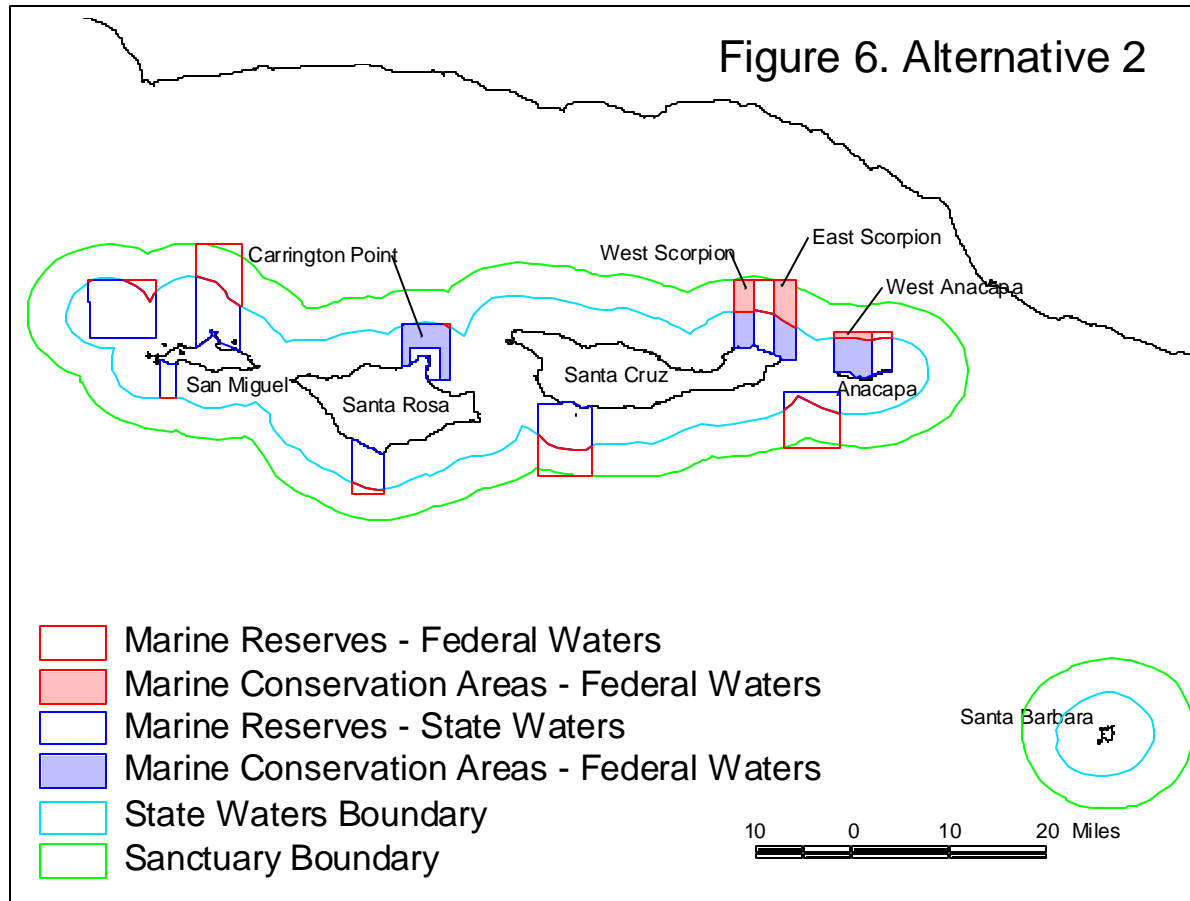 Figure 6. Alternative 2
East Scorpion
West Scorpion
Carrington Point
West Anacapa
San Miguel
Santa Cruz
Anacapa
Santa Rosa
Marine Reserves - Federal Waters
Marine Conservation Areas - Federal Waters
Marine Reserves - State Waters
Marine Conservation Areas - Federal Waters
State Waters Boundary
Sanctuary Boundary
Santa Barbara
10 0 10 20 Miles